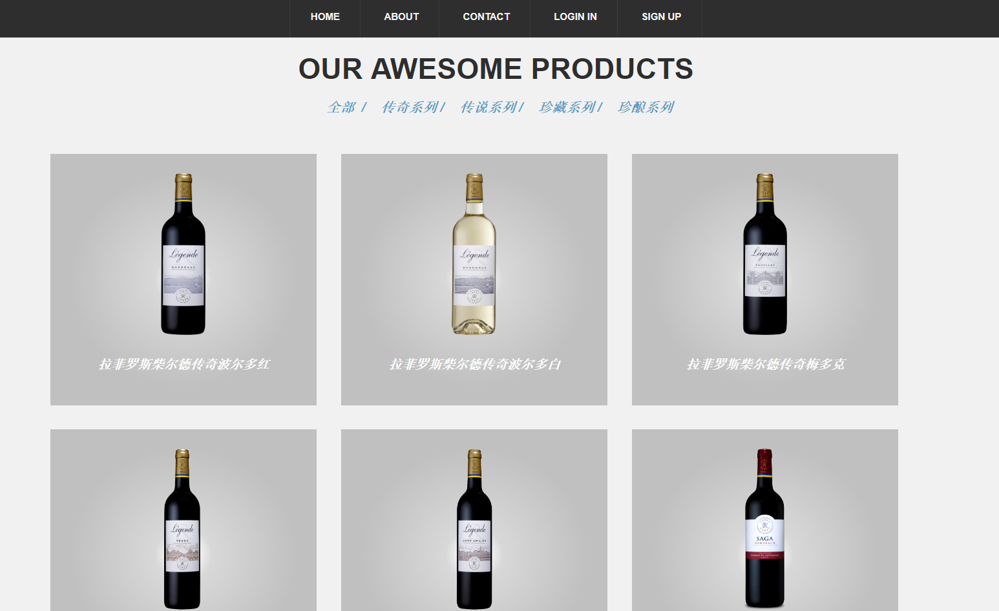 HOME ABOUT CONTACT LOGIN IN SIGN UP
OUR AWESOME PRODUCTS
全部 / 传奇系列 / 传说系列 / 珍藏系列 / 珍酿系列
Légende
BORDEAUX
Légende
BORDEAUX
Légende
PAUILLAC
拉菲罗斯柴尔德传奇波尔多红
拉菲罗斯柴尔德传奇波尔多白
拉菲罗斯柴尔德传奇梅多克
Légende
MEDOC
Légende
SAINT-EMILION
SAGA
BORDEAUX